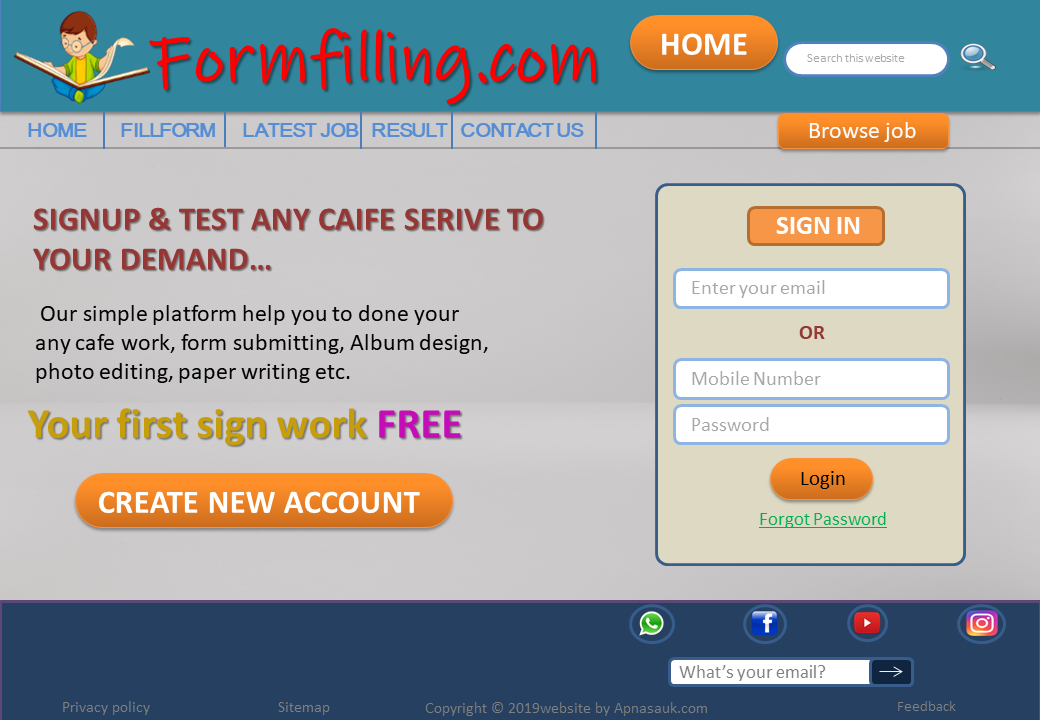 Formfilling.com
HOME
Search this website
HOME
FILLFORM
LATEST JOB
RESULT
CONTACT US
Browse job
SIGNUP & TEST ANY CAIFE SERIVE TO
YOUR DEMAND…
Our simple platform help you to done your
any cafe work, form submitting, Album design,
photo editing, paper writing etc.
Your first sign work FREE
CREATE NEW ACCOUNT
SIGN IN
Enter your email
OR
Mobile Number
Password
Login
Forgot Password
What’s your email?
Privacy policy
Sitemap
Copyright © 2019website by Apnasauk.com
Feedback